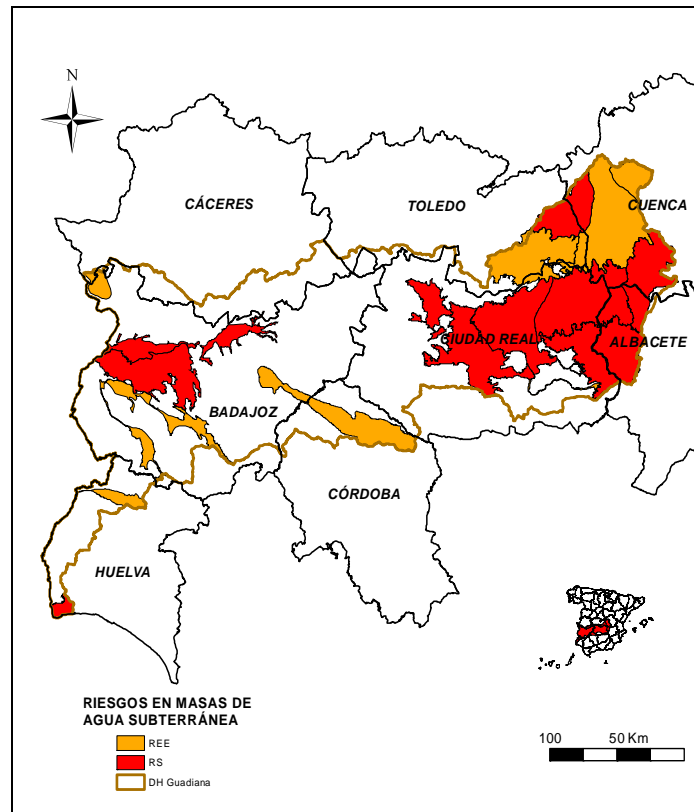 N
CÁCERES
TOLEDO
CUENCA
CIUDAD REAL
ALBACETE
BADAJOZ
CÓRDOBA
HUELVA
RIESGOS EN MASAS DE
AGUA SUBTERRÁNEA
REE
RS
DH Guadiana
100 50 Km